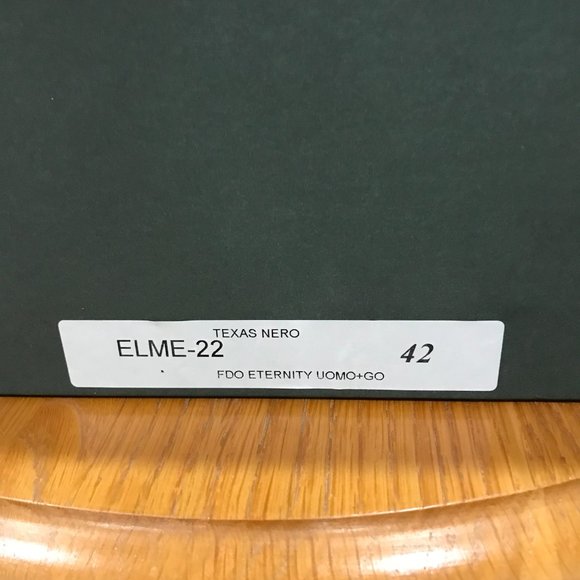 TEXAS NERO
ELME-22 42
FDO ETERNITY UOMO+GO